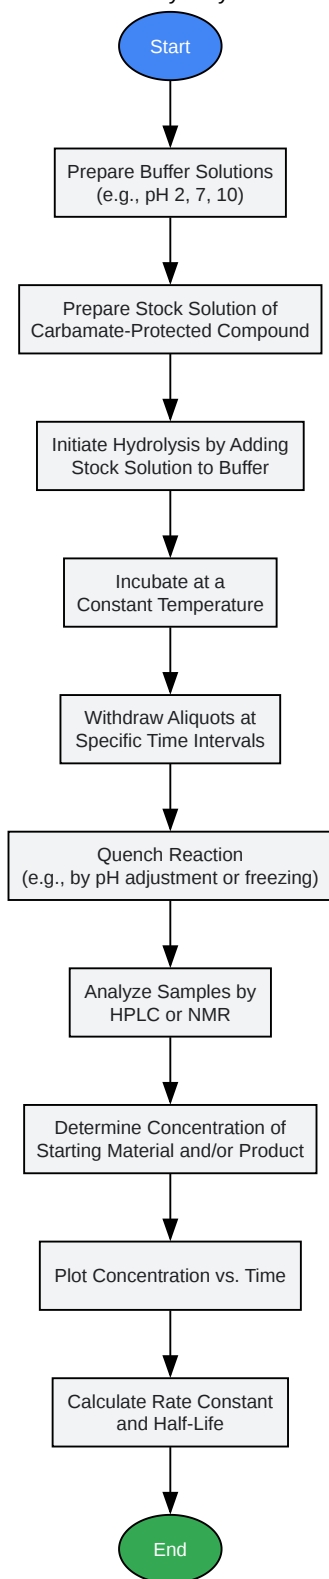 Start
Prepare Buffer Solutions
(e.g., pH 2, 7, 10)
Prepare Stock Solution of
Carbamate-Protected Compound
Initiate Hydrolysis by Adding
Stock Solution to Buffer
Incubate at a
Constant Temperature
Withdraw Aliquots at
Specific Time Intervals
Quench Reaction
(e.g., by pH adjustment or freezing)
Analyze Samples by
HPLC or NMR
Determine Concentration of
Starting Material and/or Product
Plot Concentration vs. Time
Calculate Rate Constant
and Half-Life
End